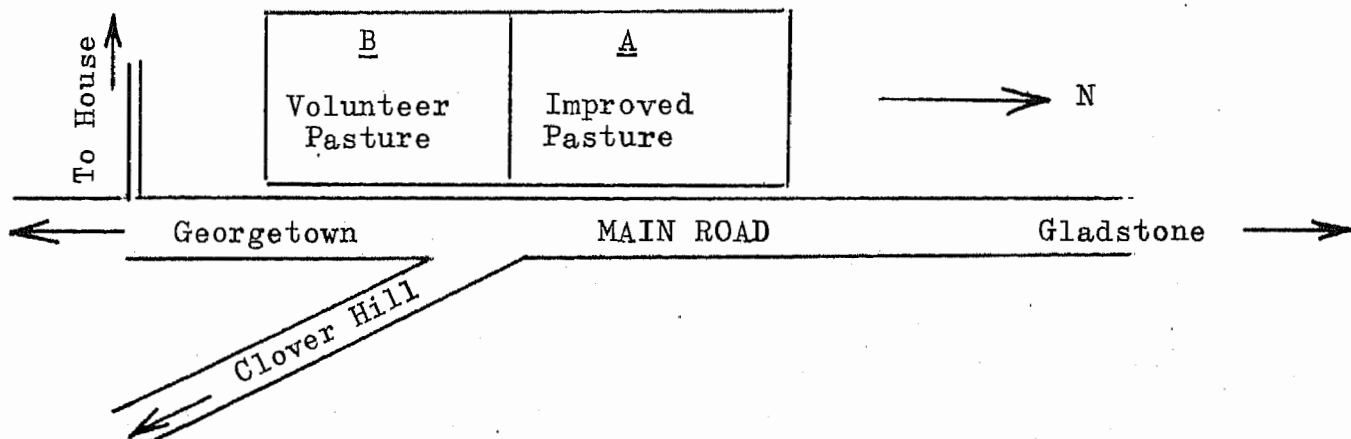 To House
B
Volunteer
Pasture
A
Improved
Pasture
N
Georgetown
MAIN ROAD
Gladstone
Clover Hill